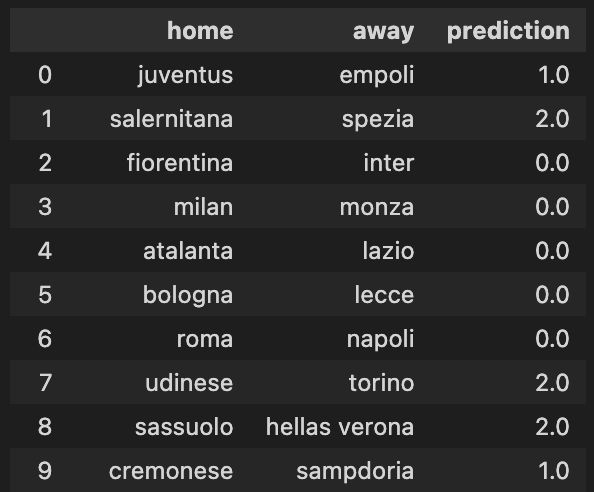 home away prediction
0 juventus empoli 1.0
1 salernitana spezia 2.0
2 fiorentina inter 0.0
3 milan monza 0.0
4 atalanta lazio 0.0
5 bologna lecce 0.0
6 roma napoli 0.0
7 udinese torino 2.0
8 sassuolo hellas verona 2.0
9 cremonese sampdoria 1.0